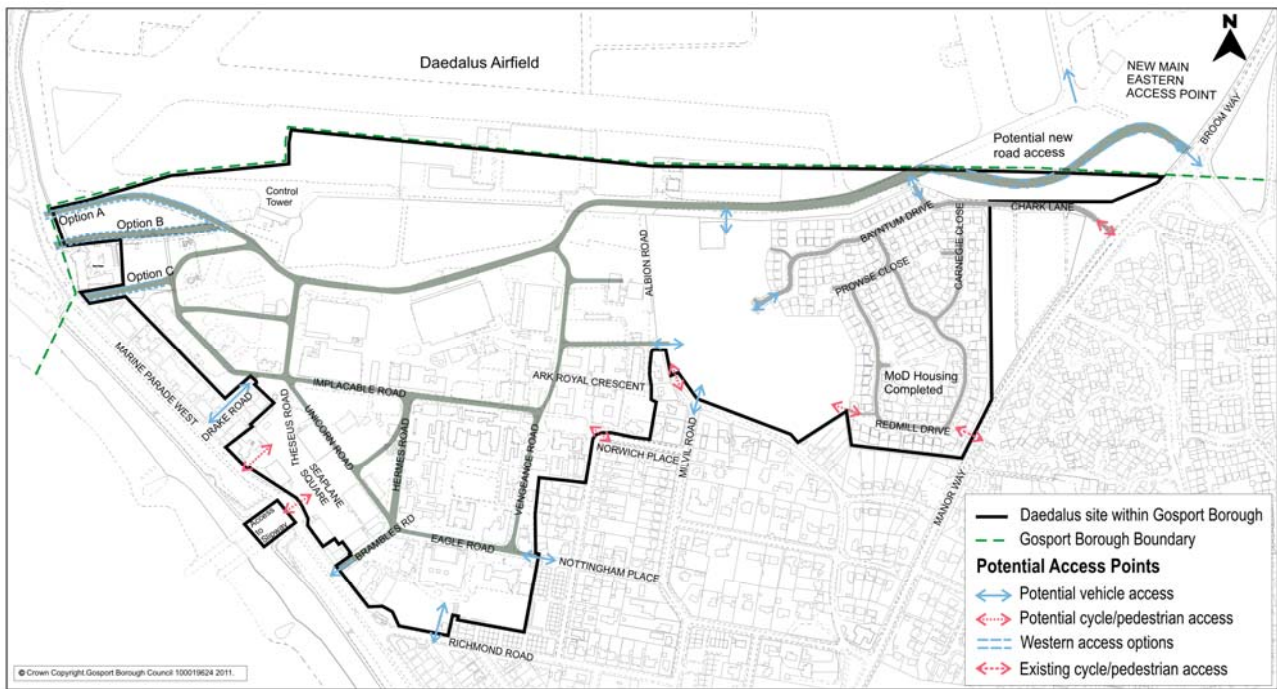 Daedalus Airfield
N
NEW MAIN
EASTERN
ACCESS POINT
BROOM WAY
Potential new
road access
Control
Tower
Option A
Option B
Option C
CHARK LANE
BAYNTUM DRIVE
CARNEGIE CLOSE
PROWSE CLOSE
ALBION ROAD
MARINE PARADE WEST
DRAKE ROAD
THESEUS ROAD
IMPLACABLE ROAD
UNICORN ROAD
ARK ROYAL CRESCENT
MoD Housing
Completed
REDMILL DRIVE
HERMES ROAD
VENGEANCE ROAD
NORWICH PLACE
MILVIL ROAD
SEAPLANE
SQUARE
MANOR WAY
Access
to
Slipway
BRAMBLES RD
EAGLE ROAD
NOTTINGHAM PLACE
RICHMOND ROAD
Daedalus site within Gosport Borough
Gosport Borough Boundary
Potential Access Points
Potential vehicle access
Potential cycle/pedestrian access
Western access options
Existing cycle/pedestrian access
© Crown Copyright.Gosport Borough Council 100019624 2011.